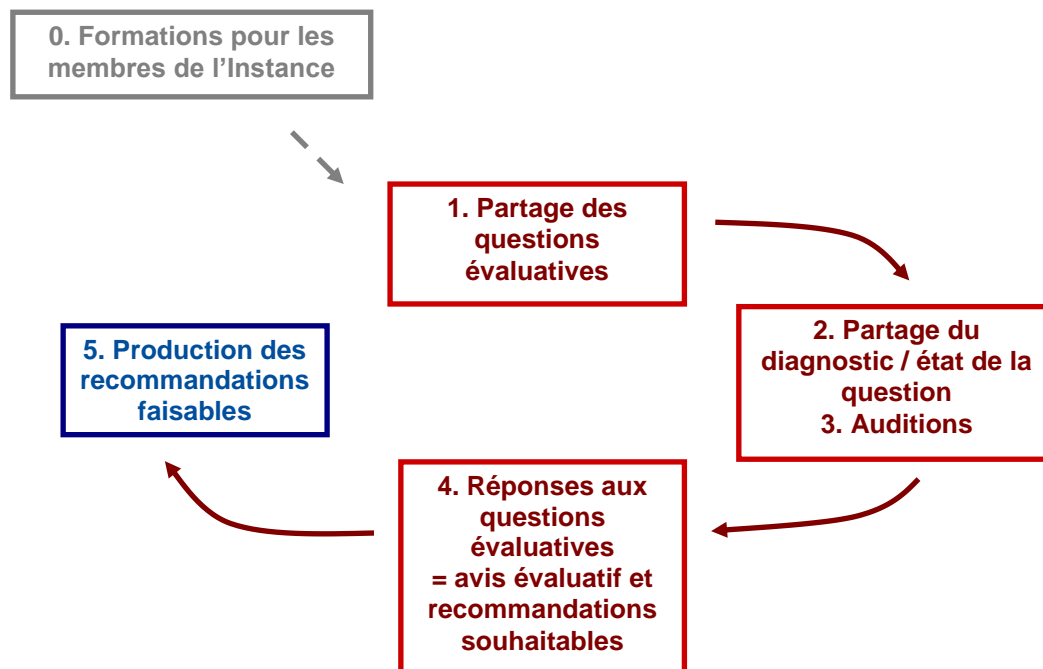 0. Formations pour les
membres de l’Instance
1. Partage des
questions
évaluatives
2. Partage du
diagnostic / état de la
question
3. Auditions
4. Réponses aux
questions
évaluatives
= avis évaluatif et
recommandations
souhaitables
5. Production des
recommandations
faisables